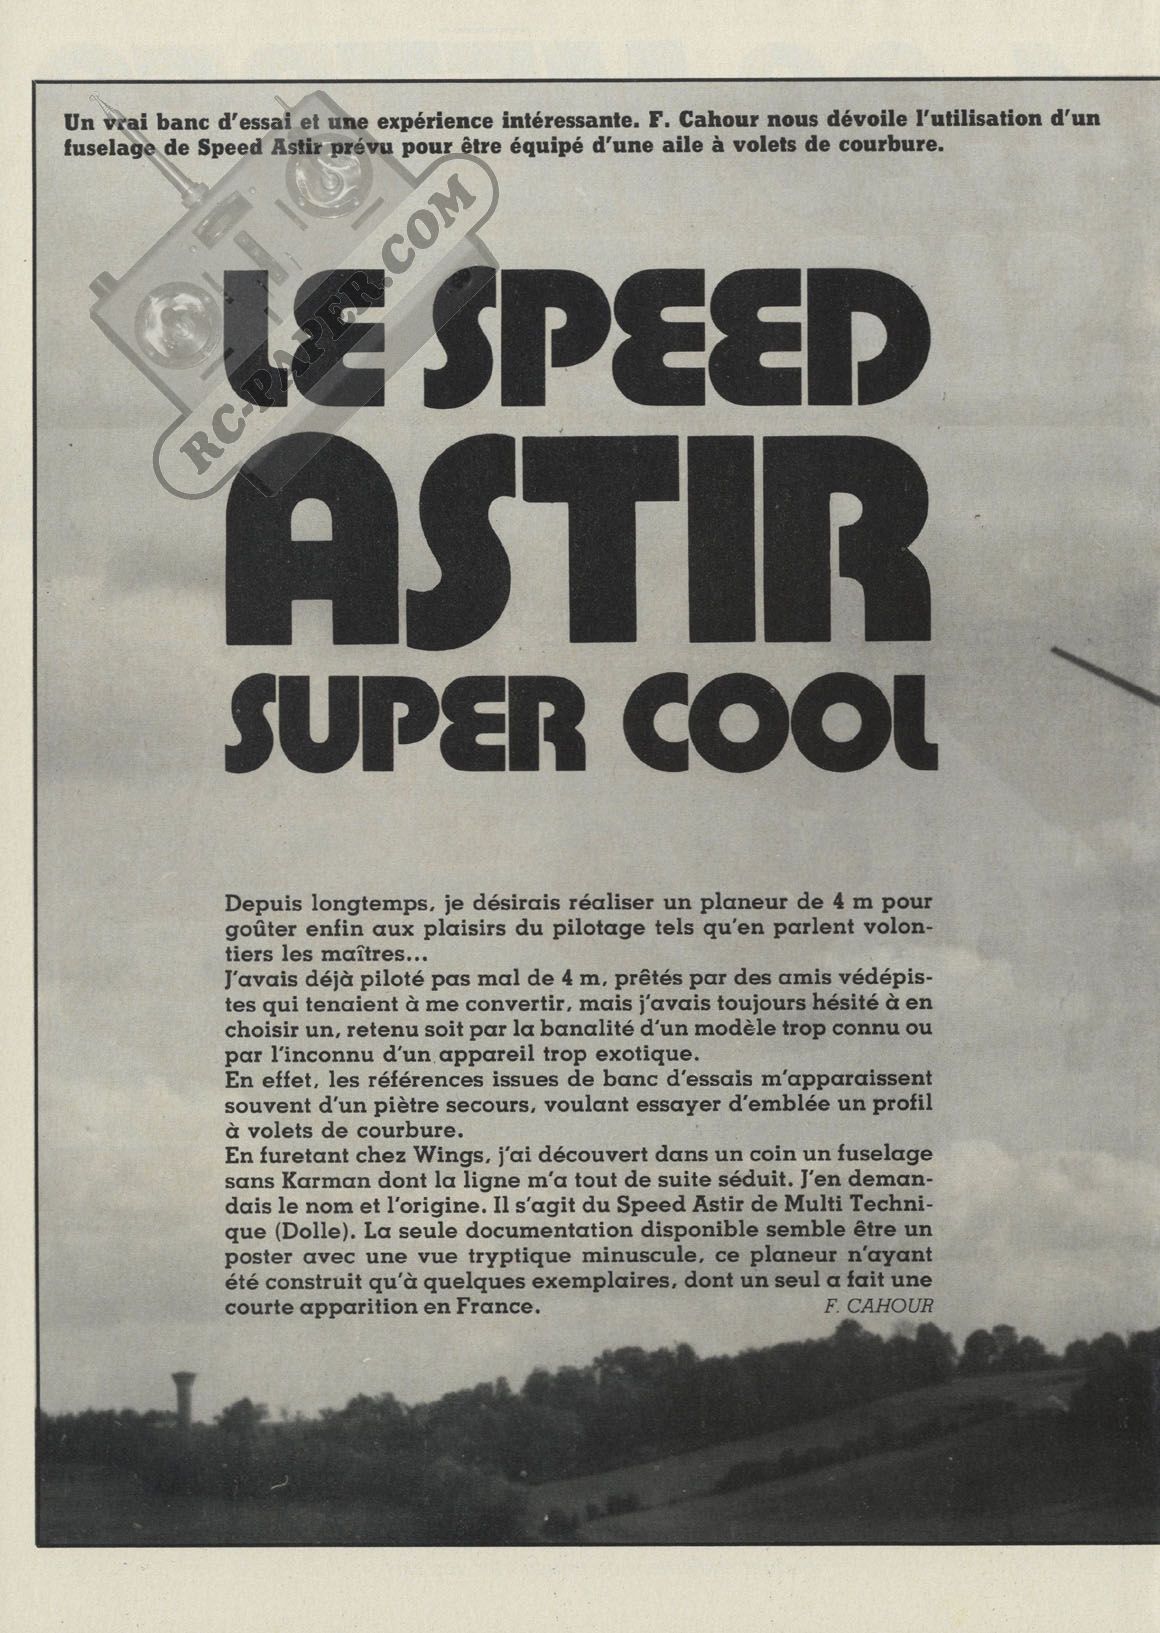 Un vrai banc d'essai et une expérience intéressante. F. Cahour nous dévoile l'utilisation d'un
fuselage de Speed Astir prévu pour être équipé d'une aile à volets de courbure.
RC-PAPER.COM
LE SPEED
ASTIR
SUPER COOL
Depuis longtemps, je désirais réaliser un planeur de 4 m pour
goûter enfin aux plaisirs du pilotage tels qu'en parlent volon-
tiers les maîtres...
J'avais déjà piloté pas mal de 4 m, prêtés par des amis védépis-
tes qui tenaient à me convertir, mais j'avais toujours hésité à en
choisir un, retenu soit par la banalité d'un modèle trop connu ou
par l'inconnu d'un appareil trop exotique.
En effet, les références issues de banc d'essais m'apparaissent
souvent d'un piètre secours, voulant essayer d'emblée un profil
à volets de courbure.
En furetant chez Wings, j'ai découvert dans un coin un fuselage
sans Karman dont la ligne m'a tout de suite séduit. J'en deman-
dais le nom et l'origine. Il s'agit du Speed Astir de Multi Techni-
que (Dolle). La seule documentation disponible semble être un
poster avec une vue tryptique minuscule, ce planeur n'ayant
été construit qu'à quelques exemplaires, dont un seul a fait une
courte apparition en France. F. CAHOUR